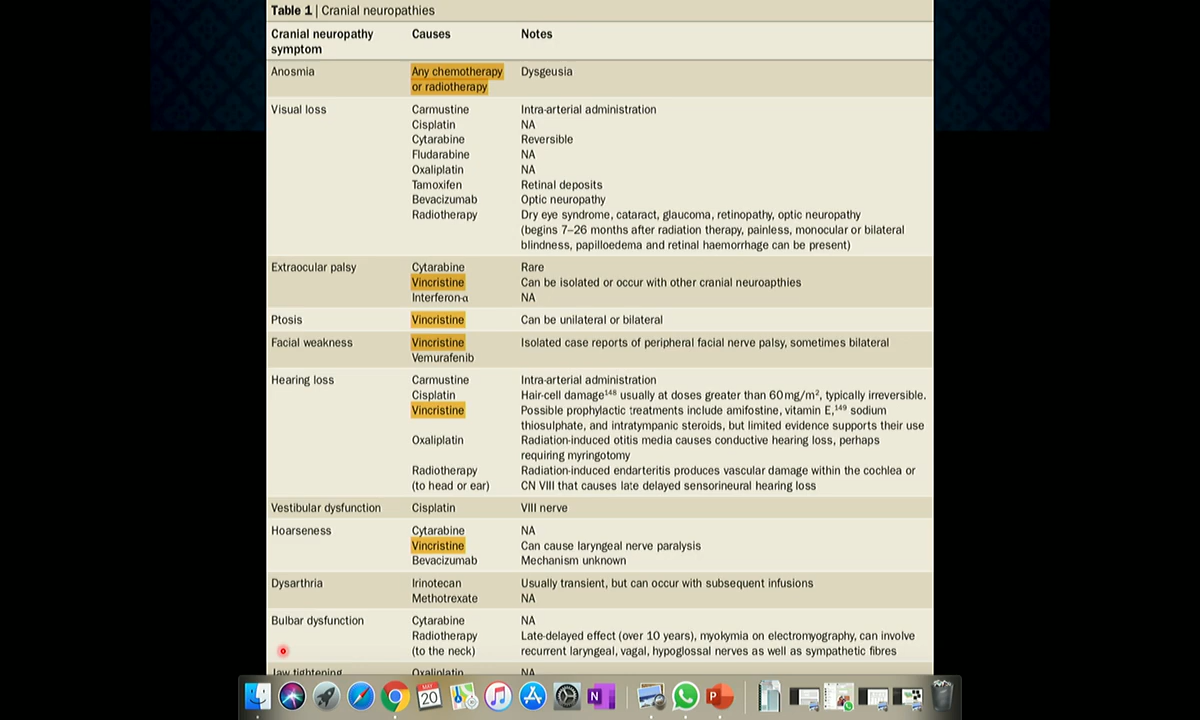 Table 1 | Cranial neuropathies
Cranial neuropathy symptom Causes Notes
Anosmia Any chemotherapy or radiotherapy Dysgeusia
Visual loss Carmustine Intra-arterial administration
Cisplatin NA
Cytarabine Reversible
Fludarabine NA
Oxaliplatin NA
Tamoxifen Retinal deposits
Bevacizumab Optic neuropathy
Radiotherapy Dry eye syndrome, cataract, glaucoma, retinopathy, optic neuropathy
(begins 7–26 months after radiation therapy, painless, monocular or bilateral
blindness, papilloedema and retinal haemorrhage can be present)
Extraocular palsy Cytarabine Rare
Vincristine Can be isolated or occur with other cranial neuroapthies
Interferon-α NA
Ptosis Vincristine Can be unilateral or bilateral
Facial weakness Vincristine Isolated case reports of peripheral facial nerve palsy, sometimes bilateral
Vemurafenib
Hearing loss Carmustine Intra-arterial administration
Cisplatin Hair-cell damage¹⁴⁸ usually at doses greater than 60 mg/m², typically irreversible.
Vincristine Possible prophylactic treatments include amifostine, vitamin E,¹⁴⁹ sodium
thiosulphate, and intratympanic steroids, but limited evidence supports their use
Oxaliplatin Radiation-induced otitis media causes conductive hearing loss, perhaps
requiring myringotomy
Radiotherapy Radiation-induced endarteritis produces vascular damage within the cochlea or
(to head or ear) CN VIII that causes late delayed sensorineural hearing loss
Vestibular dysfunction Cisplatin VIII nerve
Hoarseness Cytarabine NA
Vincristine Can cause laryngeal nerve paralysis
Bevacizumab Mechanism unknown
Dysarthria Irinotecan Usually transient, but can occur with subsequent infusions
Methotrexate NA
Bulbar dysfunction Cytarabine NA
Radiotherapy Late-delayed effect (over 10 years), myokymia on electromyography, can involve
(to the neck) recurrent laryngeal, vagal, hypoglossal nerves as well as sympathetic fibres
Jaw tightening Oxaliplatin NA
MAY
20
N
P